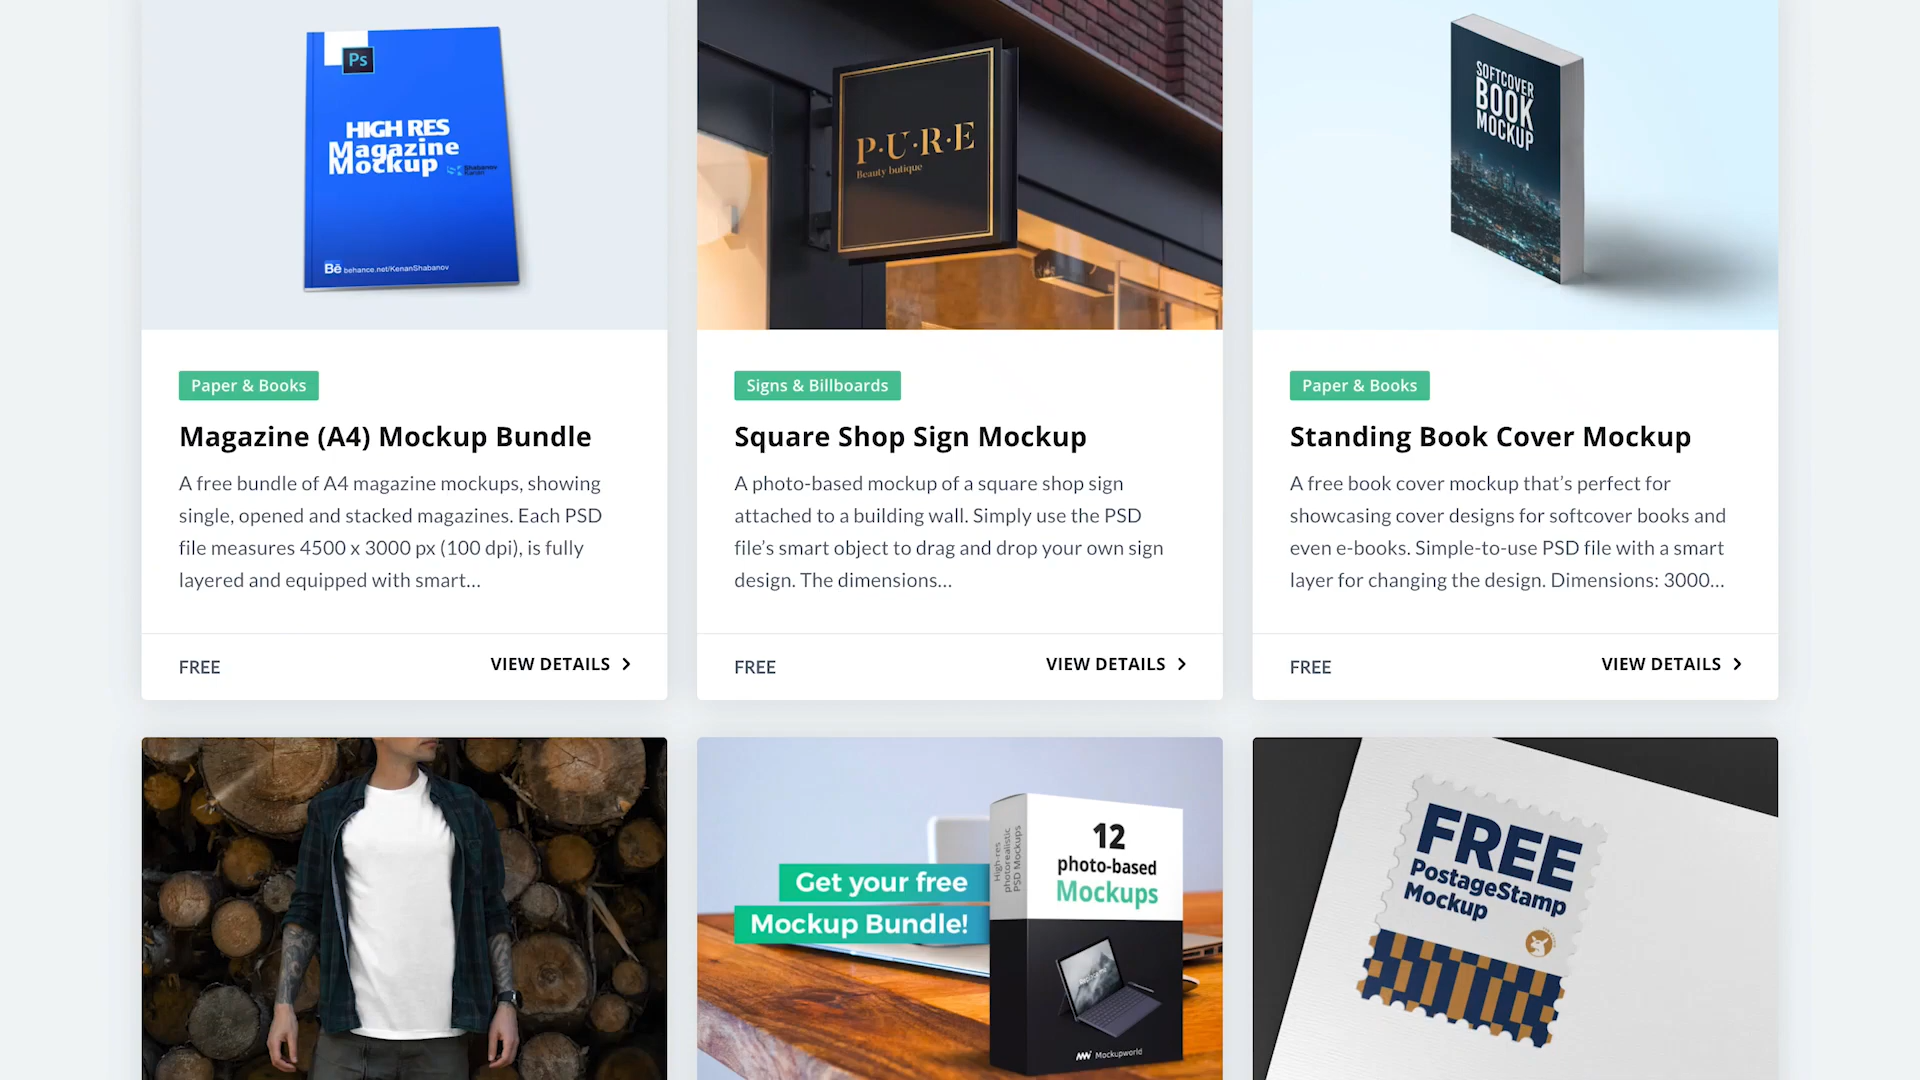 Ps
HIGH RES
Magazine
Mockup
Shabanov
Bē behance.net/KenanShabanov
Paper & Books
Magazine (A4) Mockup Bundle
A free bundle of A4 magazine mockups, showing
single, opened and stacked magazines. Each PSD
file measures 4500 x 3000 px (100 dpi), is fully
layered and equipped with smart…
FREE
VIEW DETAILS
P·U·R·E
Beauty butique
Signs & Billboards
Square Shop Sign Mockup
A photo-based mockup of a square shop sign
attached to a building wall. Simply use the PSD
file’s smart object to drag and drop your own sign
design. The dimensions…
FREE
VIEW DETAILS
SOFTCOVER
BOOK
MOCKUP
Paper & Books
Standing Book Cover Mockup
A free book cover mockup that’s perfect for
showcasing cover designs for softcover books and
even e-books. Simple-to-use PSD file with a smart
layer for changing the design. Dimensions: 3000…
FREE
VIEW DETAILS
Get your free
Mockup Bundle!
High-res
photorealistic
PSD Mockups
12
photo-based
Mockups
Mockupworld
FREE
PostageStamp
Mockup